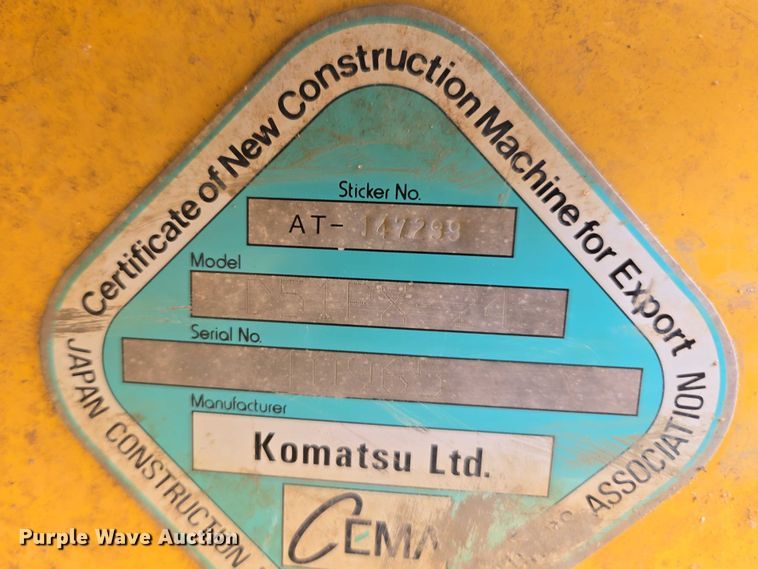 Certificate of New Construction Machine for Export
Sticker No.
AT- 147299
Model
Serial No.
Manufacturer
Komatsu Ltd.
CEMA
JAPAN CONSTRUCTION
ASSOCIATION
Purple Wave Auction